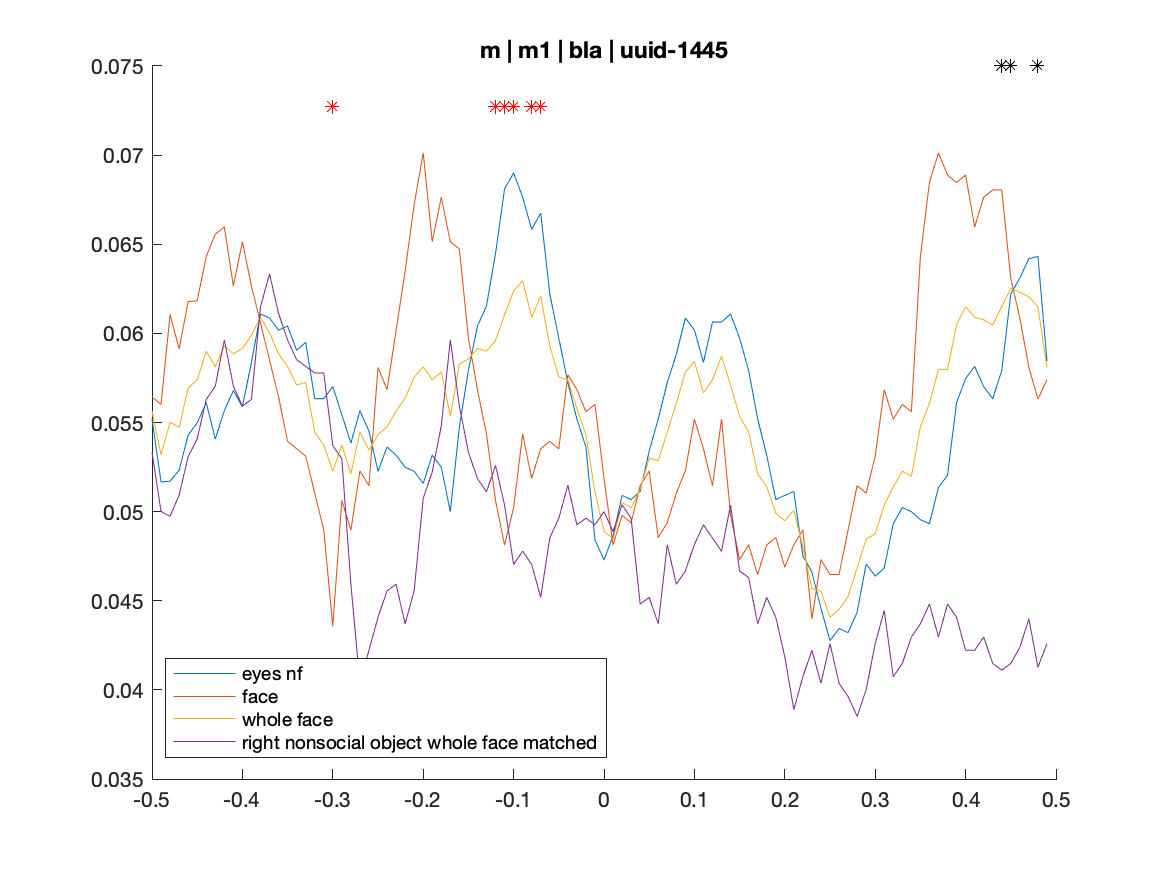 m | m1 | bla | uuid-1445
0.075
0.07
0.065
0.06
0.055
0.05
0.045
0.04
0.035
eyes nf
face
whole face
right nonsocial object whole face matched
-0.5 -0.4 -0.3 -0.2 -0.1 0 0.1 0.2 0.3 0.4 0.5